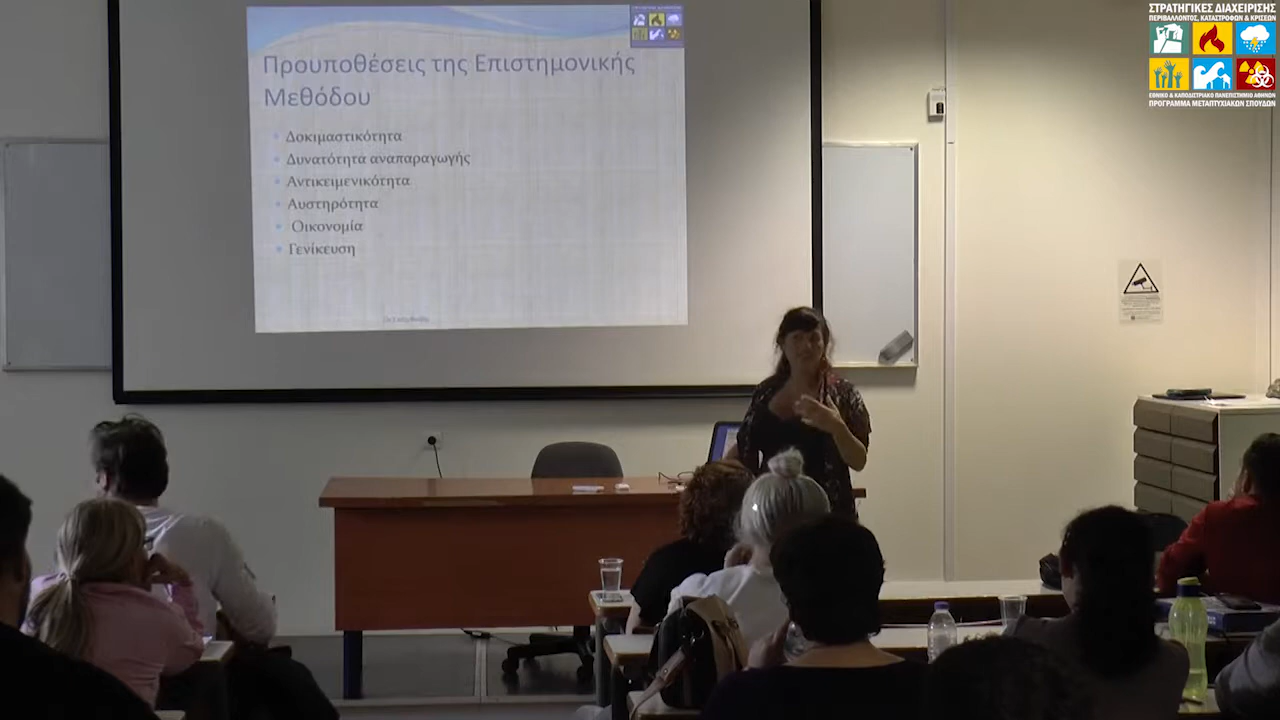 Προυποθέσεις της Επιστημονικής
Μεθόδου
Δοκιμαστικότητα
Δυνατότητα αναπαραγωγής
Αντικειμενικότητα
Αυστηρότητα
Οικονομία
Γενίκευση
ΣΤΡΑΤΗΓΙΚΕΣ ΔΙΑΧΕΙΡΙΣΗΣ
ΠΕΡΙΒΑΛΛΟΝΤΟΣ, ΚΑΤΑΣΤΡΟΦΩΝ & ΚΡΙΣΕΩΝ
ΕΘΝΙΚΟ & ΚΑΠΟΔΙΣΤΡΙΑΚΟ ΠΑΝΕΠΙΣΤΗΜΙΟ ΑΘΗΝΩΝ
ΠΡΟΓΡΑΜΜΑ ΜΕΤΑΠΤΥΧΙΑΚΩΝ ΣΠΟΥΔΩΝ